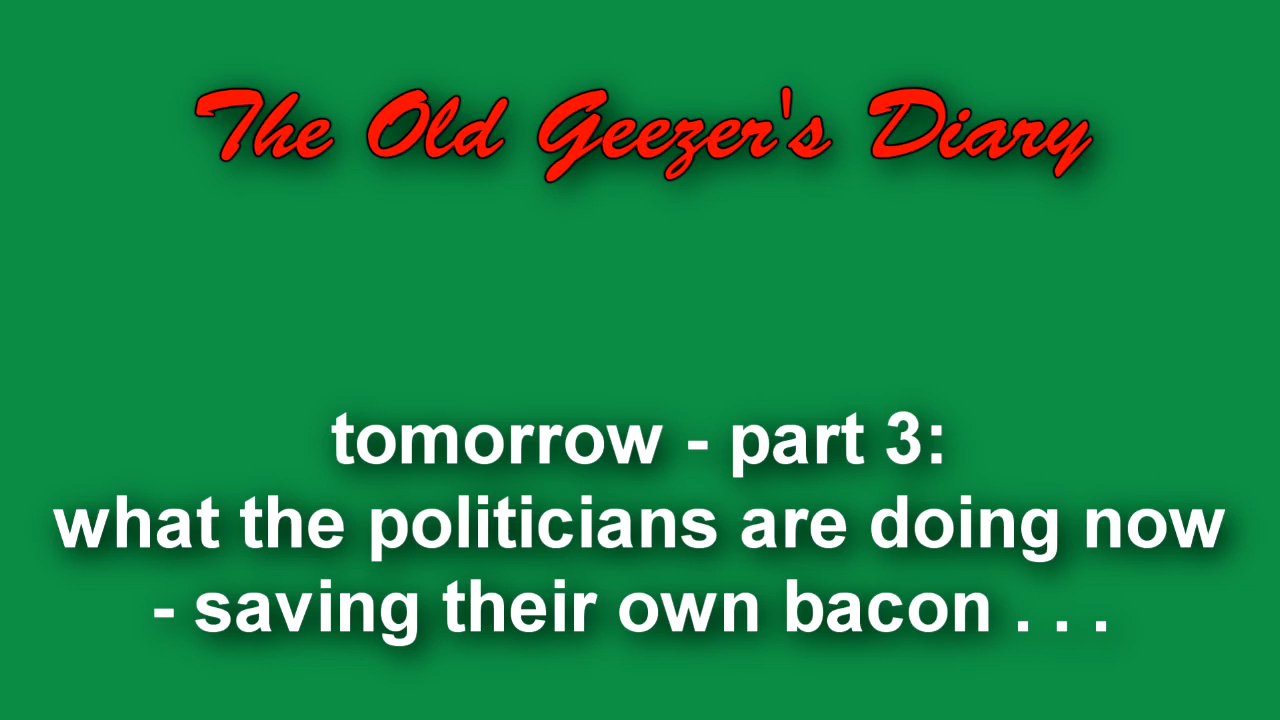 The Old Geezer's Diary
tomorrow - part 3:
what the politicians are doing now
- saving their own bacon . . .